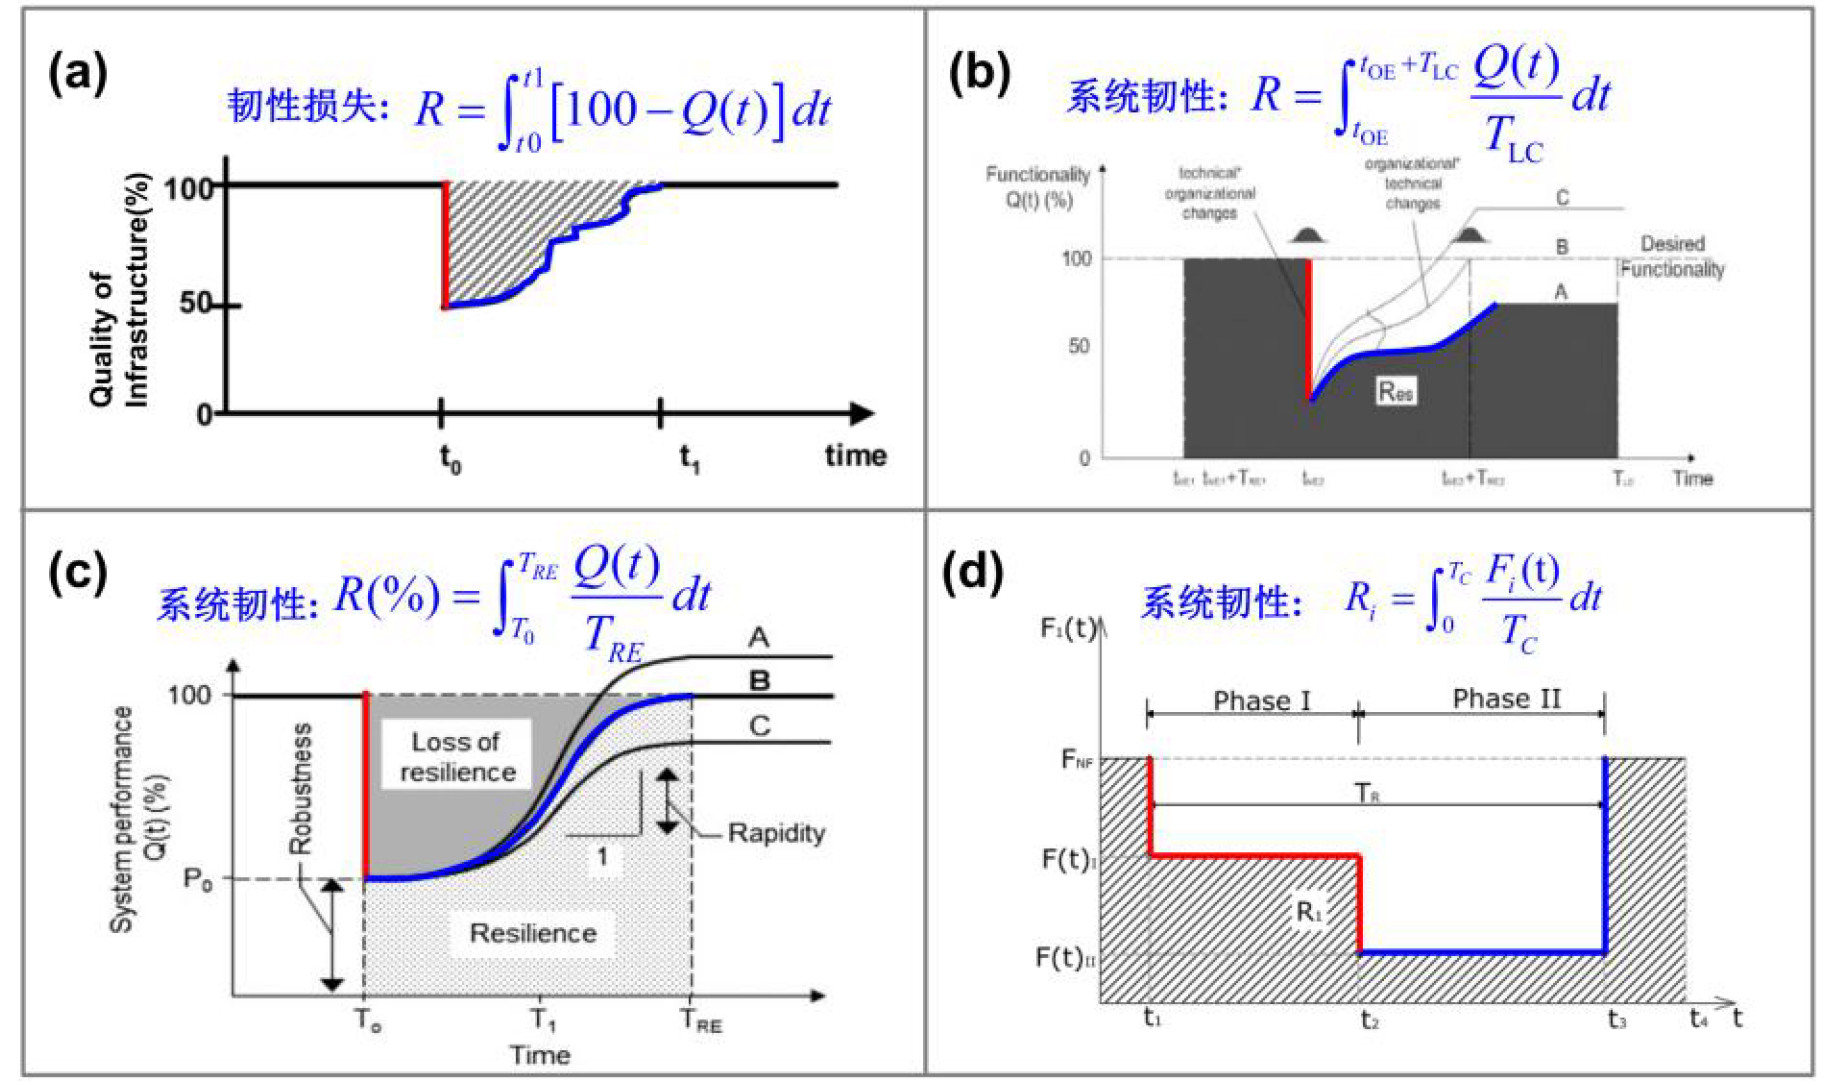 (a)
韧性损失: R = ∫_{t0}^{t1} [100 − Q(t)] dt
Quality of
Infrastructure(%)
100
50
0
t₀
t₁
time
(b)
系统韧性: R = ∫_{tOE}^{tOE + TLC} Q(t)/TLC dt
Functionality
Q(t) (%)
technical*
organizational
changes
organizational*
technical
changes
C
B
Desired
Functionality
A
100
50
0
Res
Time
(c)
系统韧性: R(%) = ∫_{T0}^{TRE} Q(t)/TRE dt
System performance
Q(t) (%)
100
P₀
Robustness
Loss of
resilience
A
B
C
1
Rapidity
Resilience
T₀
T₁
TRE
Time
(d)
系统韧性: Ri = ∫_{0}^{TC} Fi(t)/TC dt
F₁(t)
Phase I
Phase II
FNF
TR
F(t)I
R₁
F(t)II
t₁
t₂
t₃
t₄
t